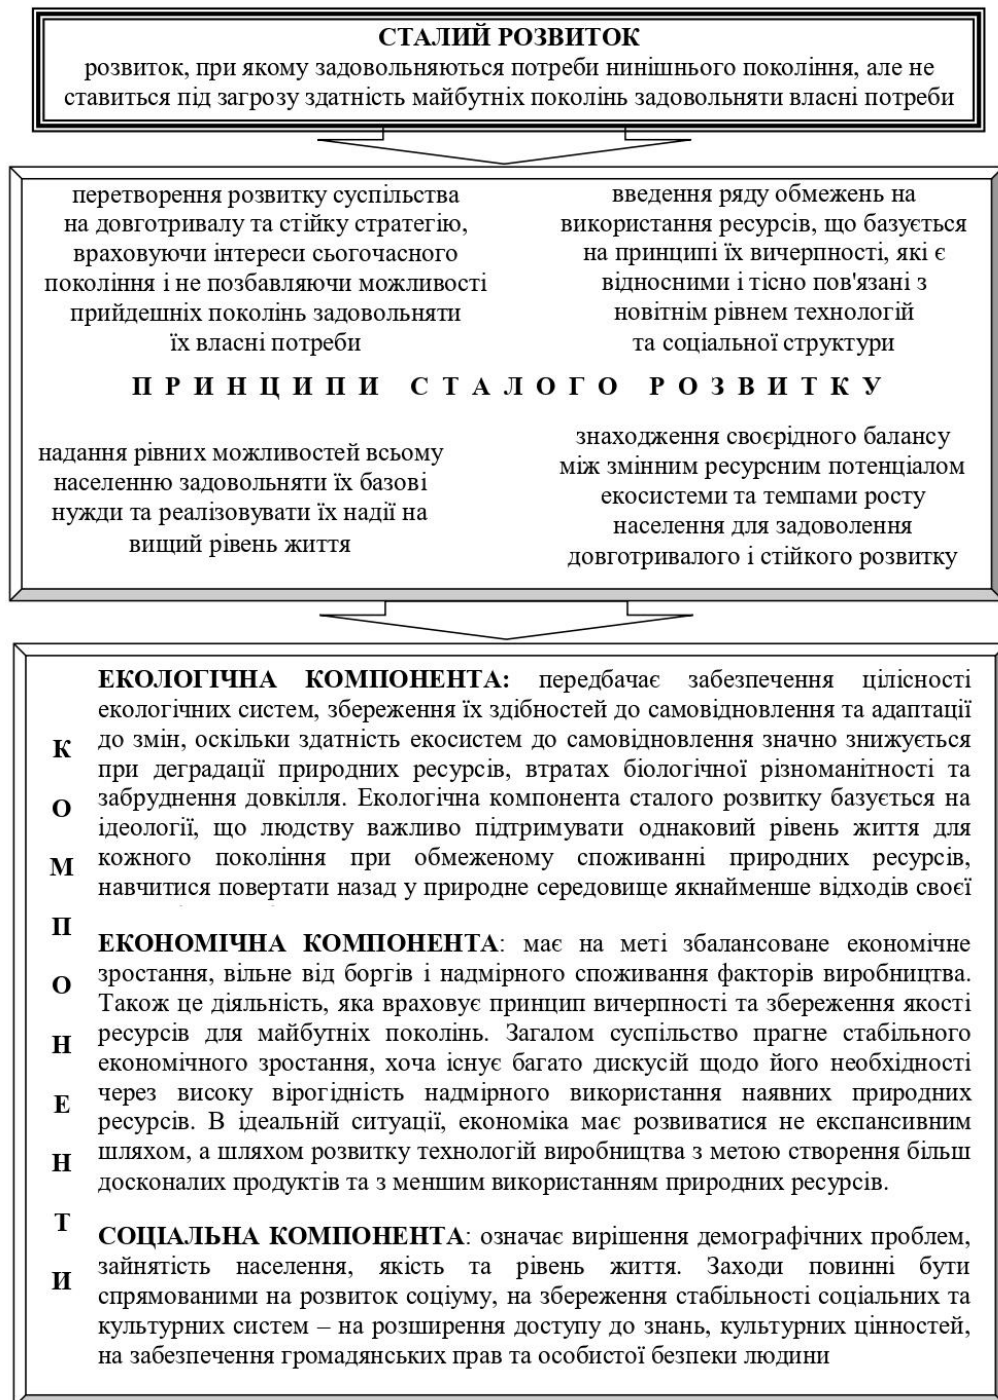 СТАЛИЙ РОЗВИТОК
розвиток, при якому задовольняються потреби нинішнього покоління, але не
ставиться під загрозу здатність майбутніх поколінь задовольняти власні потреби
перетворення розвитку суспільства
на довготривалу та стійку стратегію,
враховуючи інтереси сьогочасного
покоління і не позбавляючи можливості
прийдешніх поколінь задовольняти
їх власні потреби
введення ряду обмежень на
використання ресурсів, що базується
на принципі їх вичерпності, які є
відносними і тісно пов'язані з
новітнім рівнем технологій
та соціальної структури
П Р И Н Ц И П И С Т А Л О Г О Р О З В И Т К У
надання рівних можливостей всьому
населенню задовольняти їх базові
нужди та реалізовувати їх надії на
вищий рівень життя
знаходження своєрідного балансу
між змінним ресурсним потенціалом
екосистеми та темпами росту
населення для задоволення
довготривалого і стійкого розвитку
К
О
М
П
О
Н
Е
Н
Т
И
ЕКОЛОГІЧНА КОМПОНЕНТА: передбачає забезпечення цілісності
екологічних систем, збереження їх здібностей до самовідновлення та адаптації
до змін, оскільки здатність екосистем до самовідновлення значно знижується
при деградації природних ресурсів, втратах біологічної різноманітності та
забруднення довкілля. Екологічна компонента сталого розвитку базується на
ідеології, що людству важливо підтримувати однаковий рівень життя для
кожного покоління при обмеженому споживанні природних ресурсів,
навчитися повертати назад у природне середовище якнайменше відходів своєї
ЕКОНОМІЧНА КОМПОНЕНТА: має на меті збалансоване економічне
зростання, вільне від боргів і надмірного споживання факторів виробництва.
Також це діяльність, яка враховує принцип вичерпності та збереження якості
ресурсів для майбутніх поколінь. Загалом суспільство прагне стабільного
економічного зростання, хоча існує багато дискусій щодо його необхідності
через високу вірогідність надмірного використання наявних природних
ресурсів. В ідеальній ситуації, економіка має розвиватися не експансивним
шляхом, а шляхом розвитку технологій виробництва з метою створення більш
досконалих продуктів та з меншим використанням природних ресурсів.
СОЦІАЛЬНА КОМПОНЕНТА: означає вирішення демографічних проблем,
зайнятість населення, якість та рівень життя. Заходи повинні бути
спрямованими на розвиток соціуму, на збереження стабільності соціальних та
культурних систем – на розширення доступу до знань, культурних цінностей,
на забезпечення громадянських прав та особистої безпеки людини